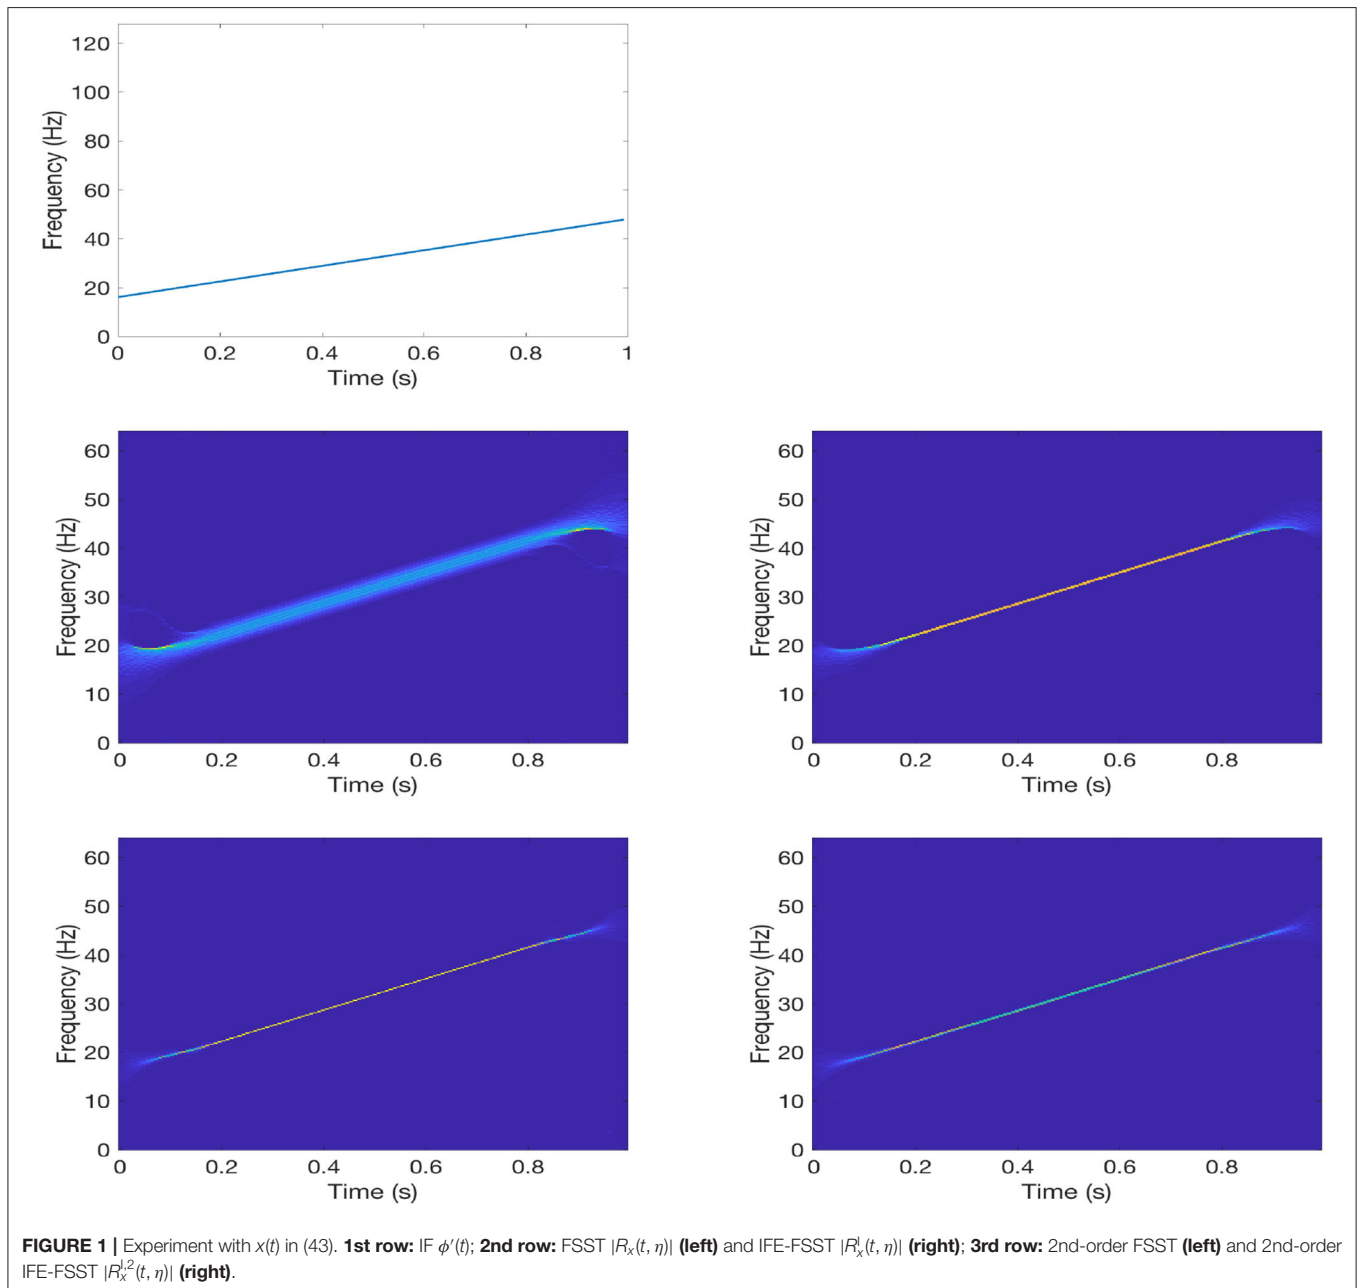 120
100
80
60
40
20
0
Frequency (Hz)
0 0.2 0.4 0.6 0.8 1
Time (s)
60
50
40
30
20
10
0
Frequency (Hz)
0 0.2 0.4 0.6 0.8
Time (s)
60
50
40
30
20
10
0
Frequency (Hz)
0 0.2 0.4 0.6 0.8
Time (s)
60
50
40
30
20
10
0
Frequency (Hz)
0 0.2 0.4 0.6 0.8
Time (s)
60
50
40
30
20
10
0
Frequency (Hz)
0 0.2 0.4 0.6 0.8
Time (s)
FIGURE 1 | Experiment with x(t) in (43). 1st row: IF ϕ′(t); 2nd row: FSST |Rₓ(t, η)| (left) and IFE-FSST |Rₓᴵ(t, η)| (right); 3rd row: 2nd-order FSST (left) and 2nd-order
IFE-FSST |Rₓᴵ,²(t, η)| (right).